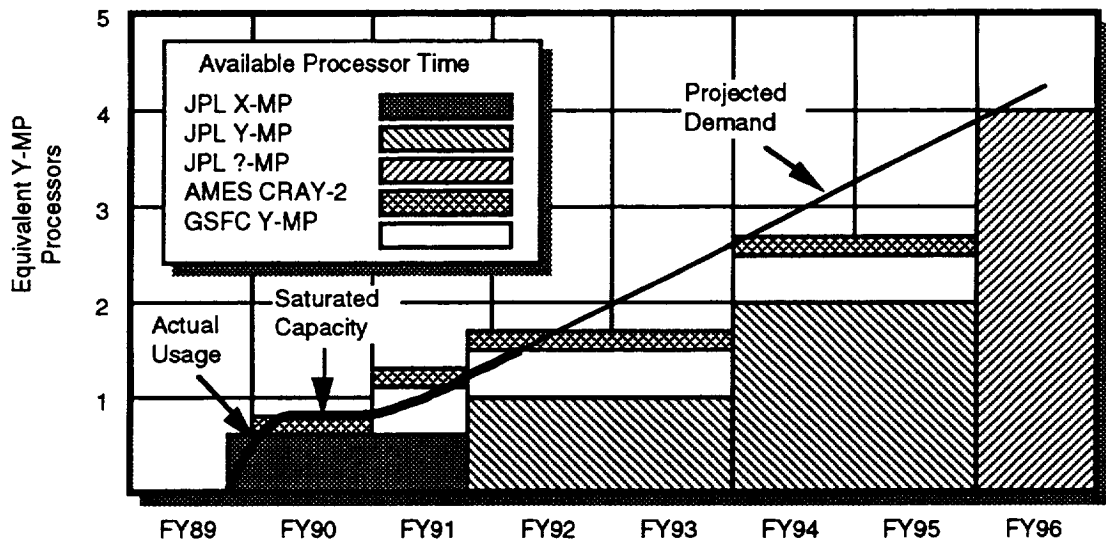 5
4
3
2
1
Equivalent Y-MP
Processors
Available Processor Time
JPL X-MP
JPL Y-MP
JPL ?-MP
AMES CRAY-2
GSFC Y-MP
Projected
Demand
Saturated
Capacity
Actual
Usage
FY89 FY90 FY91 FY92 FY93 FY94 FY95 FY96